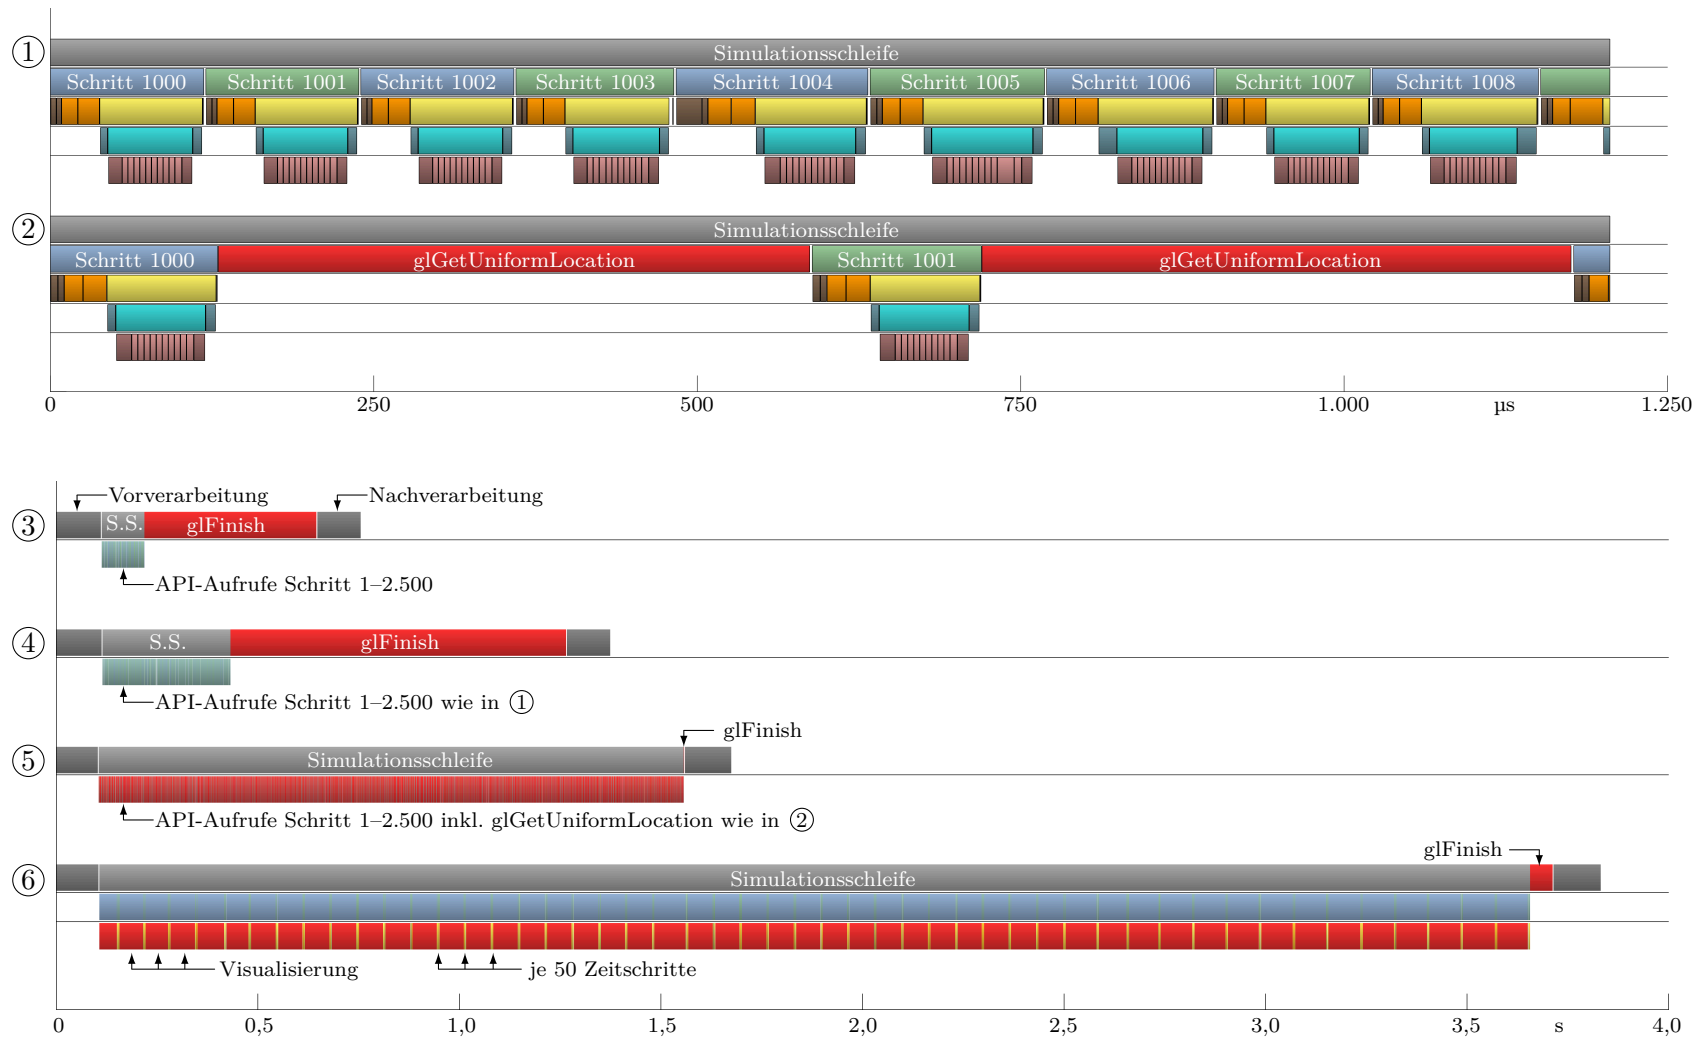 1 Simulationsschleife
Schritt 1000 Schritt 1001 Schritt 1002 Schritt 1003 Schritt 1004 Schritt 1005 Schritt 1006 Schritt 1007 Schritt 1008
2 Simulationsschleife
Schritt 1000 glGetUniformLocation Schritt 1001 glGetUniformLocation
0 250 500 750 1.000 µs 1.250
Vorverarbeitung Nachverarbeitung
3 S.S. glFinish
API-Aufrufe Schritt 1–2.500
4 S.S. glFinish
API-Aufrufe Schritt 1–2.500 wie in 1
glFinish
5 Simulationsschleife
API-Aufrufe Schritt 1–2.500 inkl. glGetUniformLocation wie in 2
glFinish
6 Simulationsschleife
Visualisierung je 50 Zeitschritte
0 0,5 1,0 1,5 2,0 2,5 3,0 3,5 s 4,0